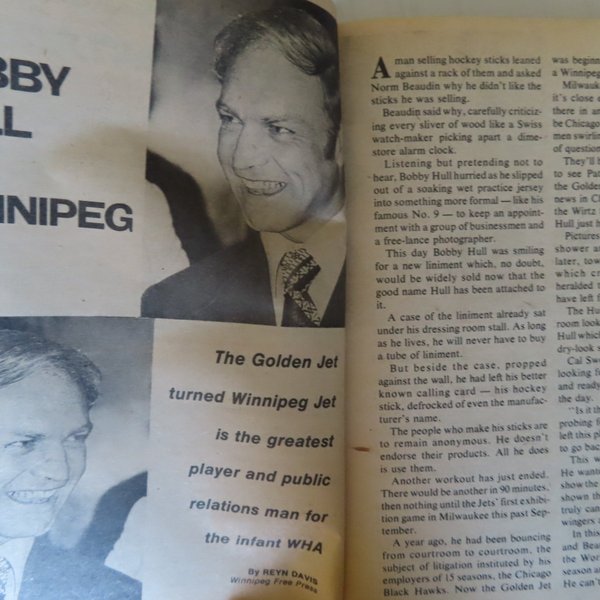 BBY
LL
NNIPEG
The Golden Jet
turned Winnipeg Jet
is the greatest
player and public
relations man for
the infant WHA
By REYN DAVIS
Winnipeg Free Press
A man selling hockey sticks leaned
against a rack of them and asked
Norm Beaudin why he didn't like the
sticks he was selling.
Beaudin said why, carefully criticiz-
ing every sliver of wood like a Swiss
watch-maker picking apart a dime-
store alarm clock.
Listening but pretending not to
hear, Bobby Hull hurried as he slipped
out of a soaking wet practice jersey
into something more formal — like his
famous No. 9 — to keep an appoint-
ment with a group of businessmen and
a free-lance photographer.
This day Bobby Hull was smiling
for a new liniment which, no doubt,
would be widely sold now that the
good name Hull has been attached to
it.
A case of the liniment already sat
under his dressing room stall. As long
as he lives, he will never have to buy
a tube of liniment.
But beside the case, propped
against the wall, he had left his better
known calling card — his hockey
stick, defrocked of even the manufac-
turer's name.
The people who make his sticks are
to remain anonymous. He doesn't
endorse their products. All he does
is use them.
Another workout has just ended.
There would be another in 90 minutes,
then nothing until the Jets' first exhibi-
tion game in Milwaukee this past Sep-
tember.
A year ago, he had been bouncing
from courtroom to courtroom, the
subject of litigation instituted by his
employers of 15 seasons, the Chicago
Black Hawks. Now the Golden Jet
was beginn
a Winnipeg
Milwauk
it's close
there in an
be Chicago
men swirlin
of question
They'll
to see Pat
the Golden
news in Ch
the Wirtz
Hull just h
Pictures
shower a
later, tow
which cr
heralded
have left f
The Hu
room look
Hull which
dry-look s
Cal Sw
looking f
and ready
the day.
"Is it th
probing f
left this p
to go back
This w
He wante
show the
shown th
truly can
wingers a
In this
and Beau
the Wor
season a
He can't